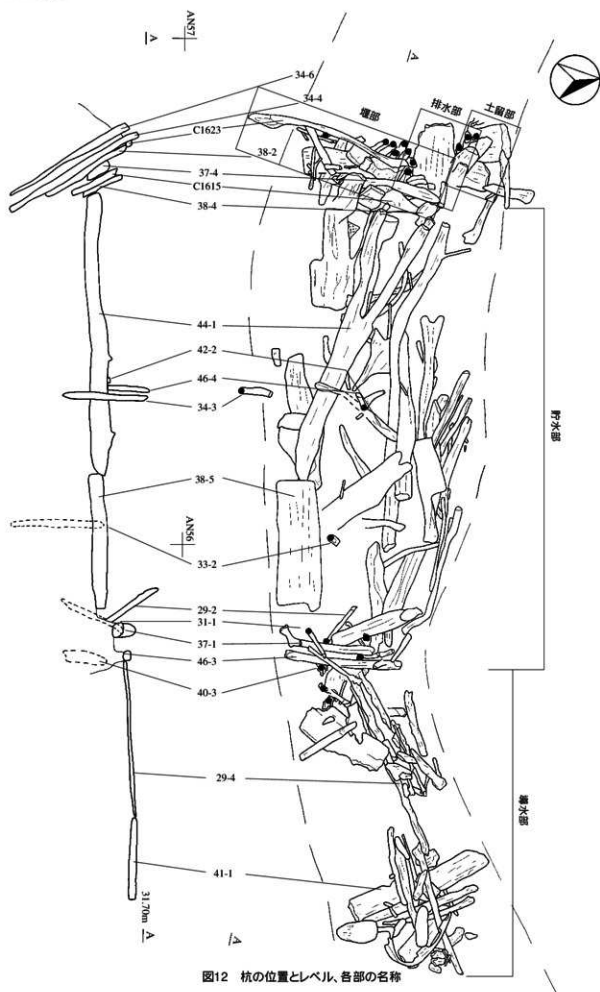 AN57
A
A
34-6
34-4
C1623
38-2
37-4
C1615
38-4
堰部
排水部
土留部
44-1
42-2
46-4
34-3
貯水部
38-5
AN56
33-2
29-2
31-1
37-1
46-3
40-3
29-4
導水部
41-1
31.70m
A
A
図12 杭の位置とレベル、各部の名称